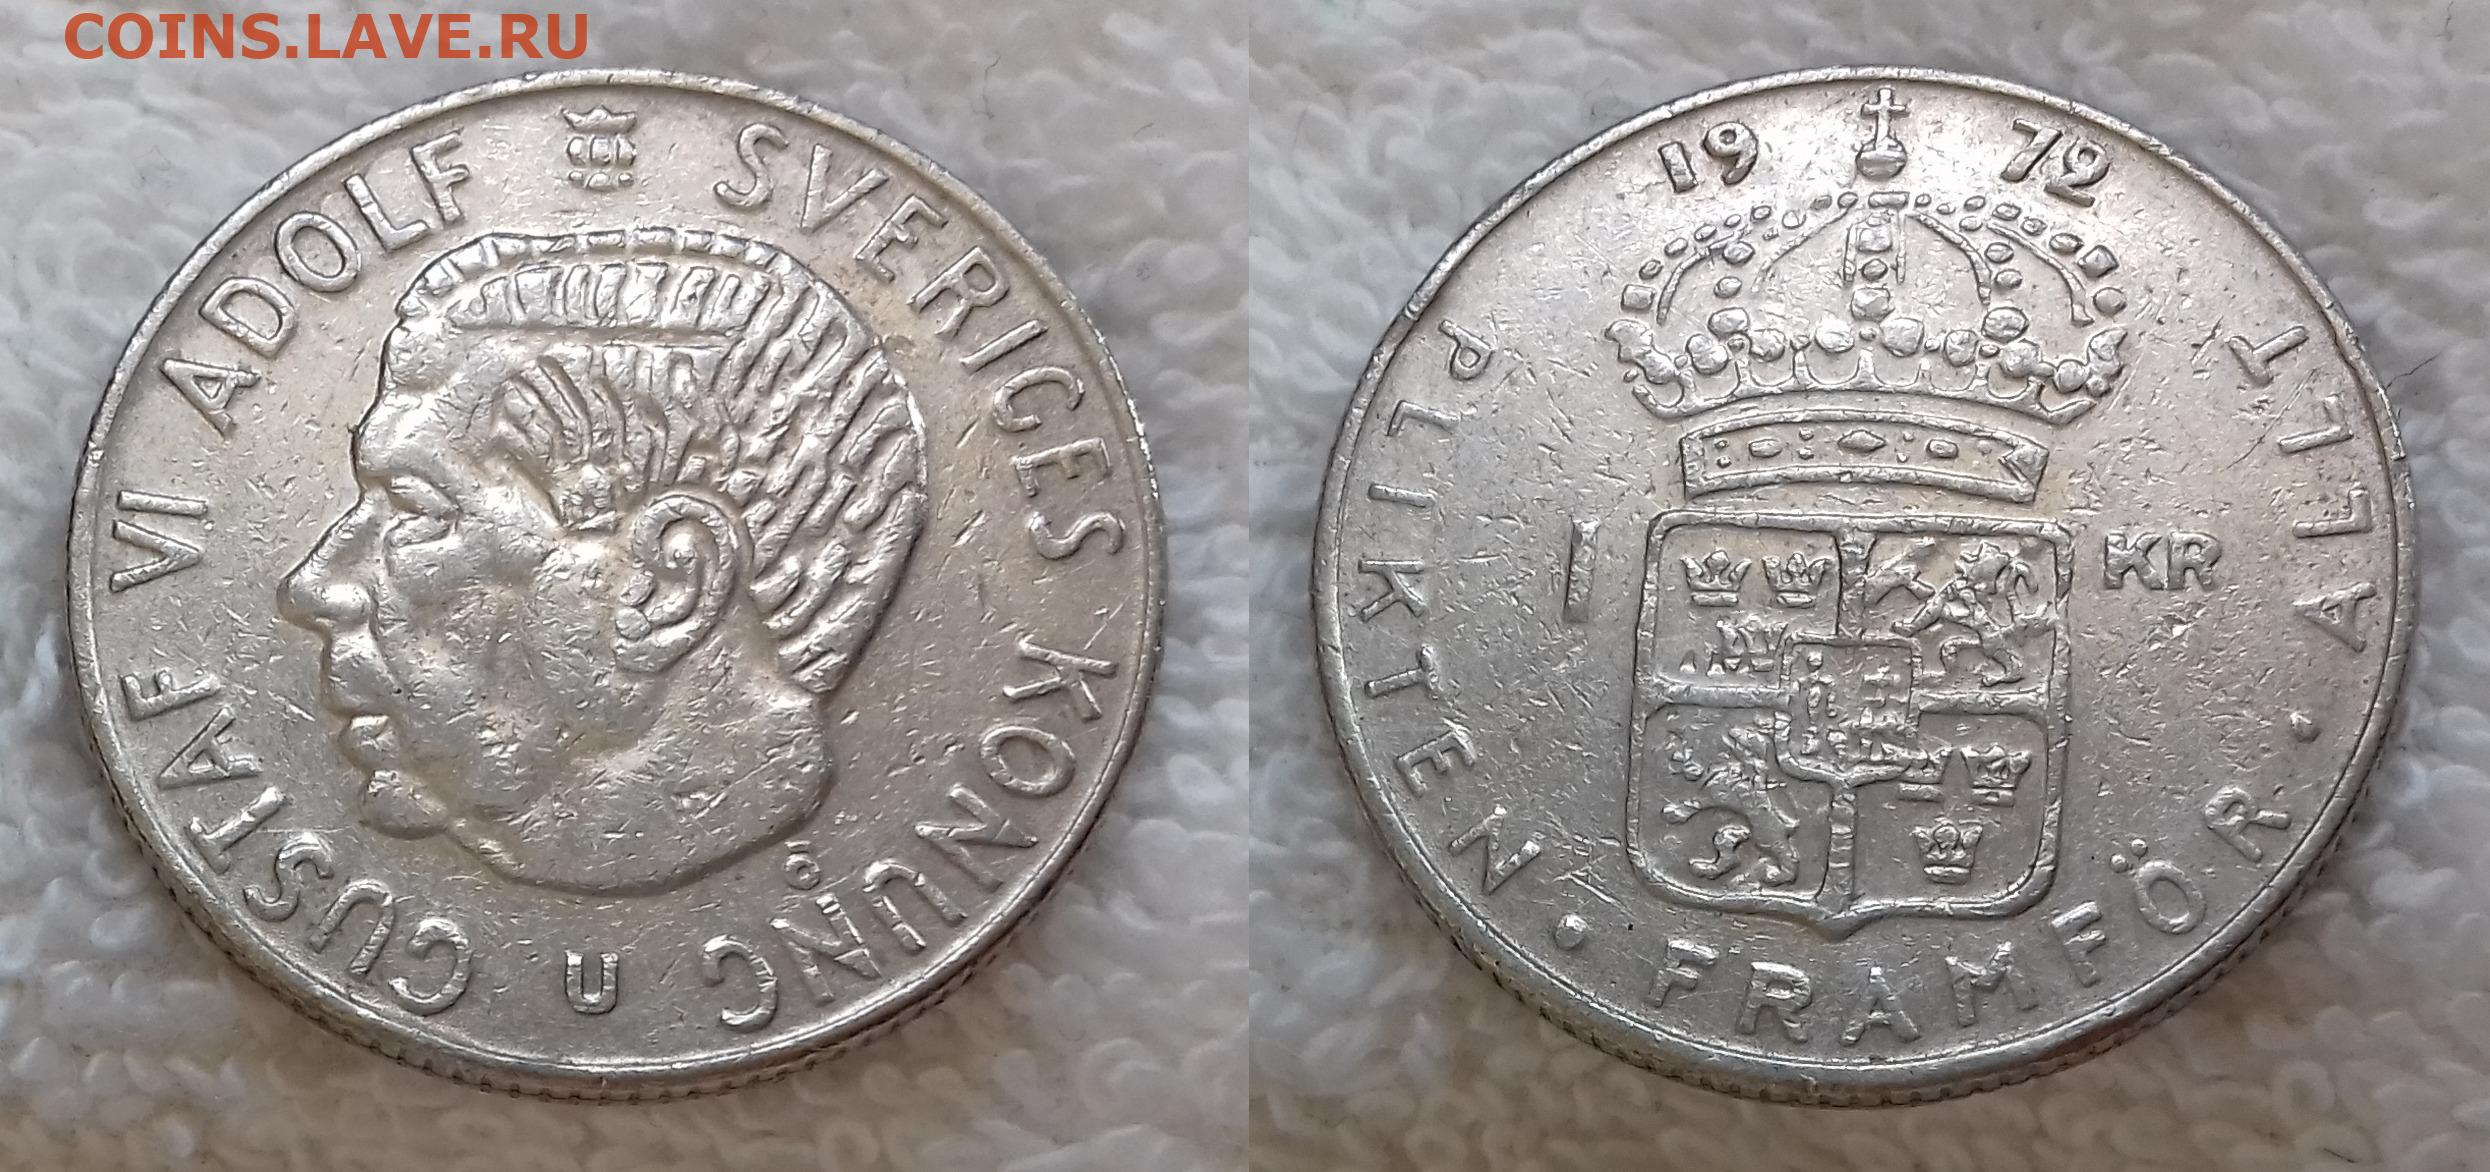 COINS.LAVE.RU
GUSTAF VI ADOLF SVERIGES KONUNG
U
19 72
1 KR
PLIKTEN · FRAMFÖR · ALLT